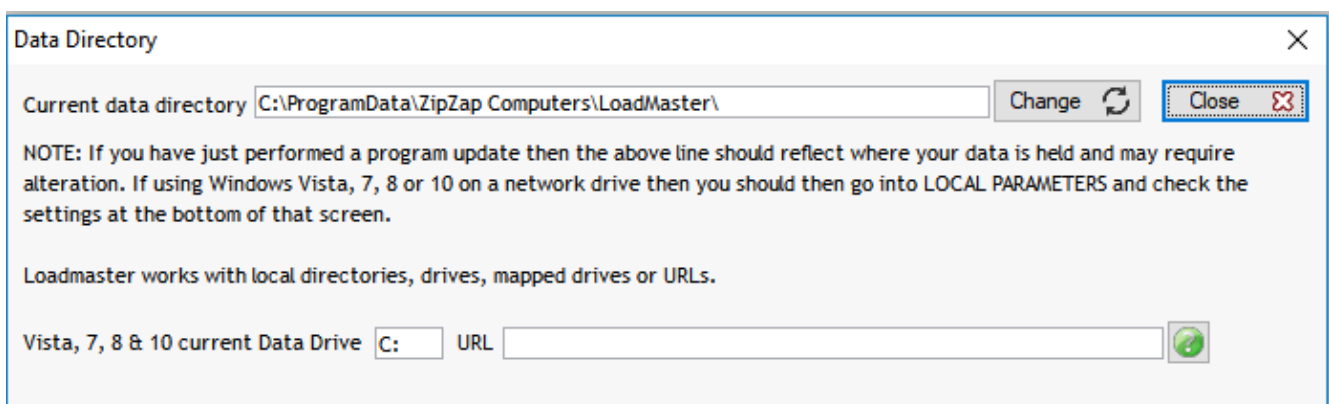 Data Directory
Current data directory C:\ProgramData\ZipZap Computers\LoadMaster\ Change Close
NOTE: If you have just performed a program update then the above line should reflect where your data is held and may require
alteration. If using Windows Vista, 7, 8 or 10 on a network drive then you should then go into LOCAL PARAMETERS and check the
settings at the bottom of that screen.
Loadmaster works with local directories, drives, mapped drives or URLs.
Vista, 7, 8 & 10 current Data Drive C: URL